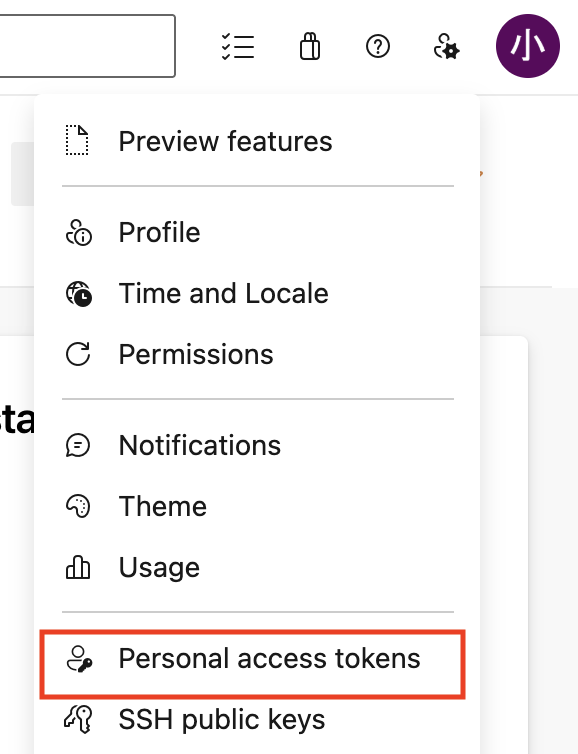 小
Preview features
Profile
Time and Locale
Permissions
sta
Notifications
Theme
Usage
Personal access tokens
SSH public keys